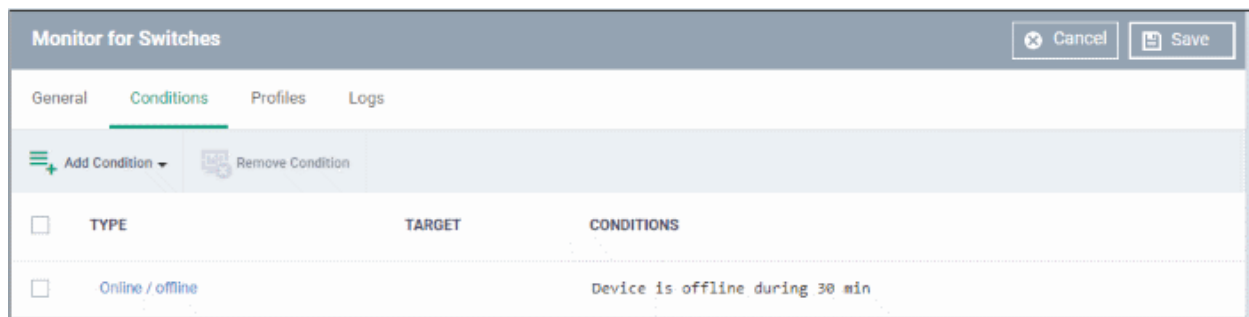 Monitor for Switches Cancel Save
General Conditions Profiles Logs
Add Condition Remove Condition
TYPE TARGET CONDITIONS
Online / offline Device is offline during 30 min